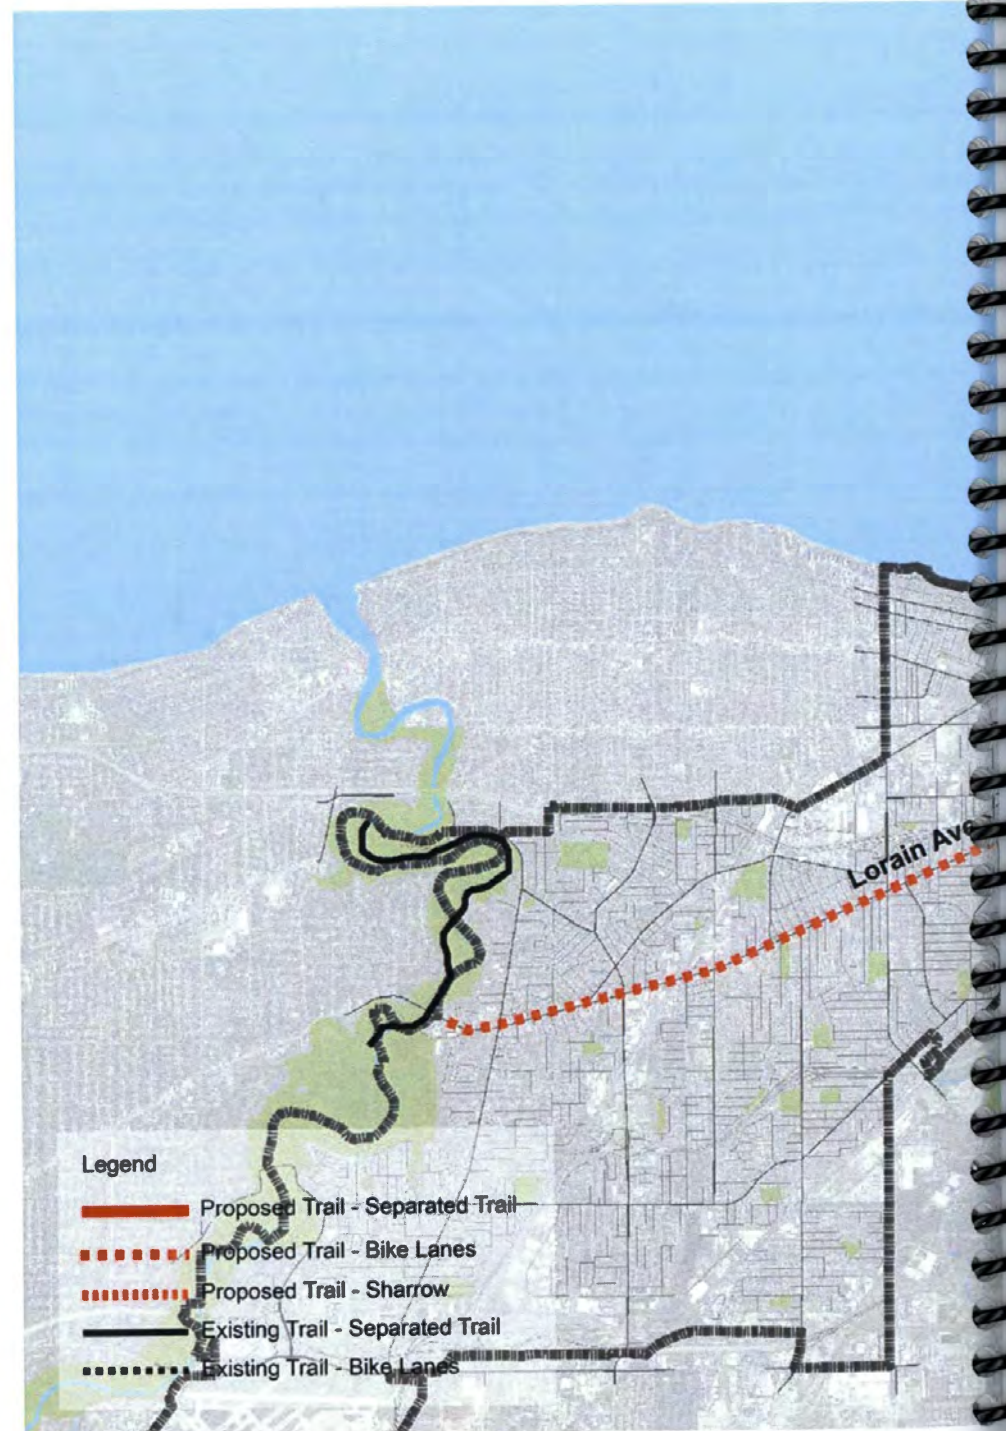 Lorain Ave
Legend
Proposed Trail - Separated Trail
Proposed Trail - Bike Lanes
Proposed Trail - Sharrow
Existing Trail - Separated Trail
Existing Trail - Bike Lanes